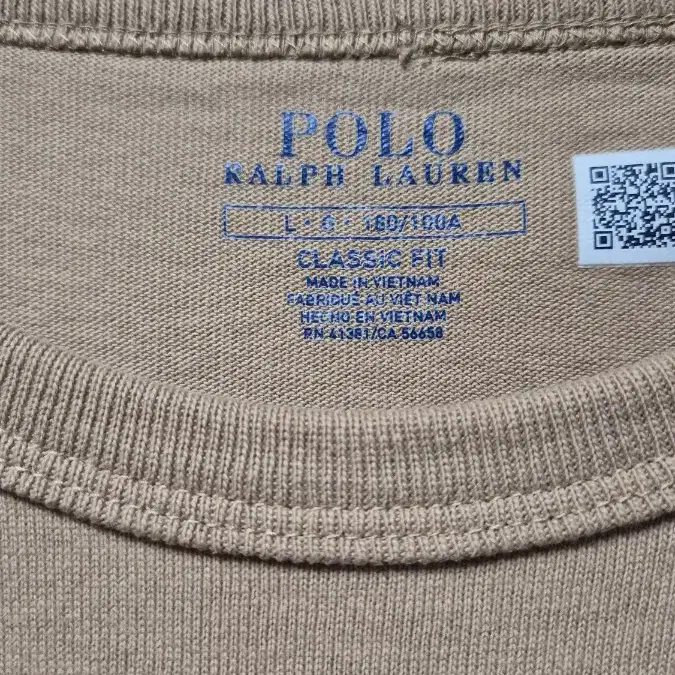 POLO
RALPH LAUREN
L • G • 180/100A
CLASSIC FIT
MADE IN VIETNAM
FABRIQUÉ AU VIET NAM
HECHO EN VIETNAM
RN 41381/CA 56658